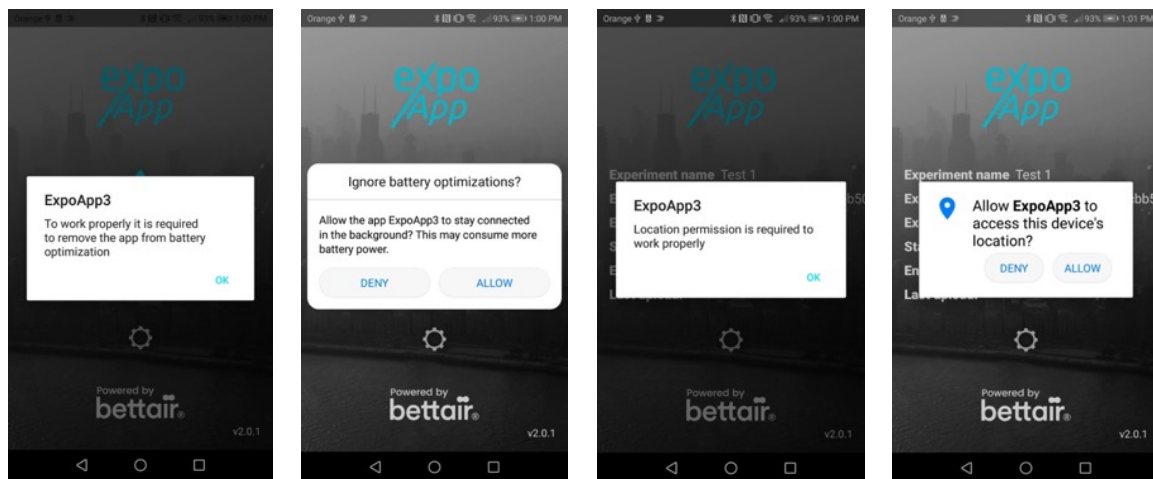 Orange 93% 1:00 PM
expo
App
ExpoApp3
To work properly it is required
to remove the app from battery
optimization
OK
Powered by
bettair®
v2.0.1
Orange 93% 1:00 PM
expo
App
Ignore battery optimizations?
Allow the app ExpoApp3 to stay connected
in the background? This may consume more
battery power.
DENY ALLOW
Powered by
bettair®
v2.0.1
Orange 93% 1:00 PM
expo
App
Experiment name Test 1
ExpoApp3
Location permission is required to
work properly
OK
Powered by
bettair®
v2.0.1
Orange 93% 1:01 PM
expo
App
Experiment name Test 1
Allow ExpoApp3 to
access this device's
location?
DENY ALLOW
Powered by
bettair®
v2.0.1